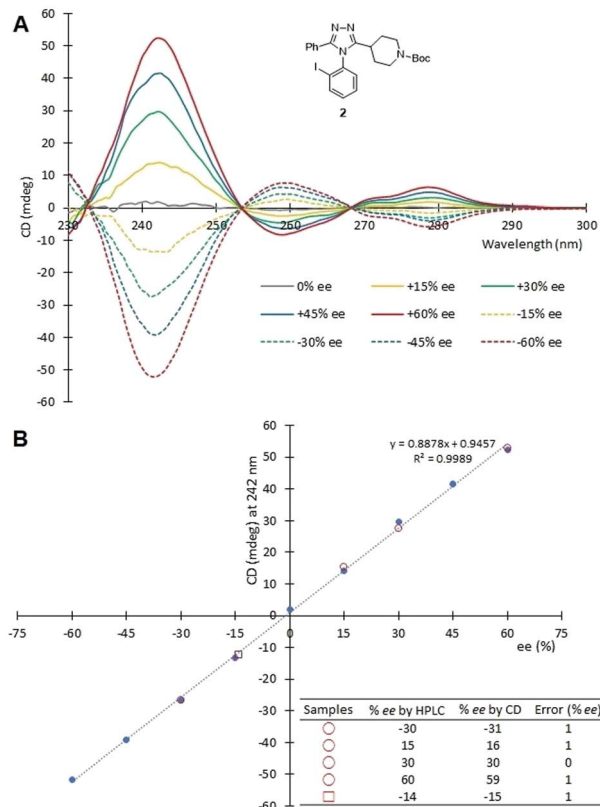 A
60
50
40
30
20
10
0
-10
-20
-30
-40
-50
-60
CD (mdeg)
230 240 250 260 270 280 290 300
Wavelength (nm)
N–N
Ph
N
N
Boc
I
2
0% ee +15% ee +30% ee
+45% ee +60% ee -15% ee
-30% ee -45% ee -60% ee
B
60
50
40
30
20
10
0
-10
-20
-30
-40
-50
-60
CD (mdeg) at 242 nm
y = 0.8878x + 0.9457
R² = 0.9989
-75 -60 -45 -30 -15 0 15 30 45 60 75
ee (%)
Samples % ee by HPLC % ee by CD Error (% ee)
-30 -31 1
15 16 1
30 30 0
60 59 1
-14 -15 1